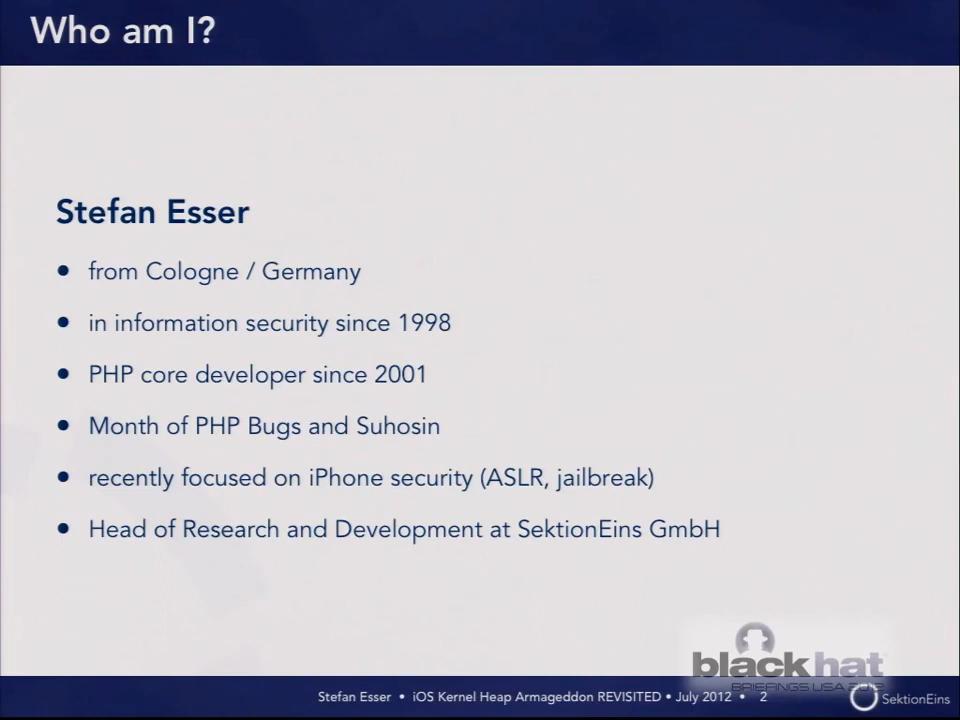 Who am I?
Stefan Esser
• from Cologne / Germany
• in information security since 1998
• PHP core developer since 2001
• Month of PHP Bugs and Suhosin
• recently focused on iPhone security (ASLR, jailbreak)
• Head of Research and Development at SektionEins GmbH
blackhat
BRIEFINGS USA 2012
Stefan Esser • iOS Kernel Heap Armageddon REVISITED • July 2012 • 2
SektionEins